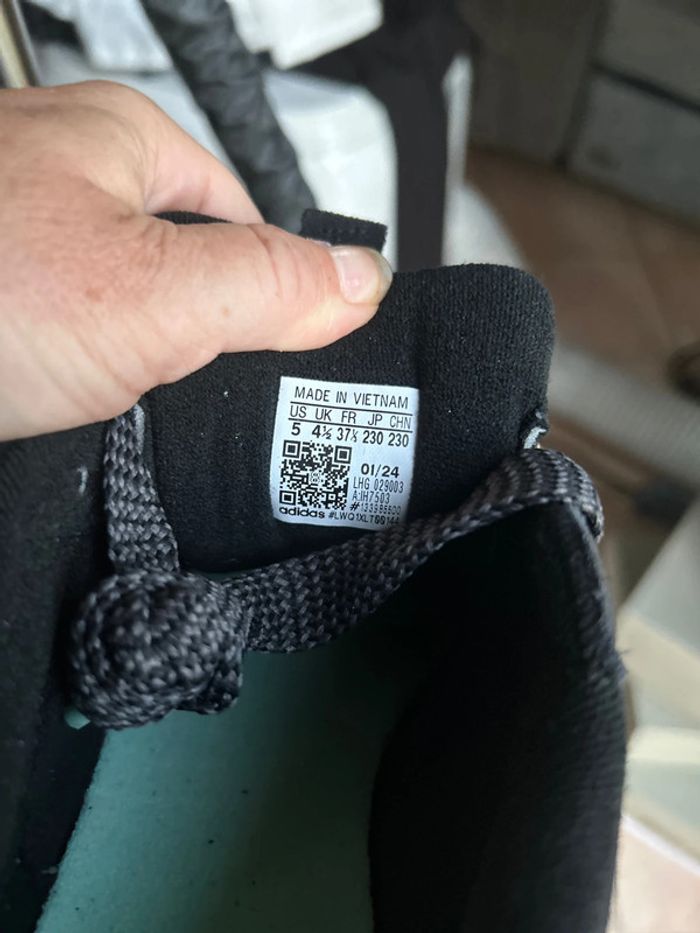 MADE IN VIETNAM
US UK FR JP CHN
5 4½ 37⅓ 230 230
01/24
LHG 029003
A:IH7503
adidas